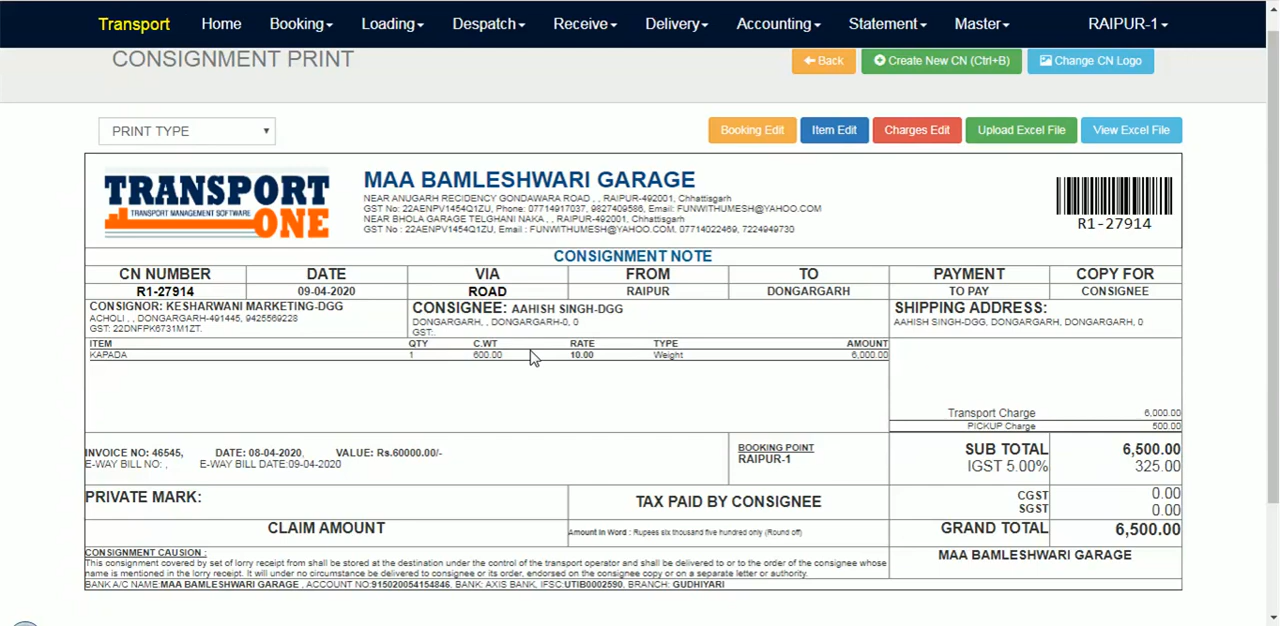 Transport Home Booking Loading Despatch Receive Delivery Accounting Statement Master RAIPUR-1
CONSIGNMENT PRINT
Back Create New CN (Ctrl+B) Change CN Logo
PRINT TYPE
Booking Edit Item Edit Charges Edit Upload Excel File View Excel File
TRANSPORT
TRANSPORT MANAGEMENT SOFTWARE
ONE
MAA BAMLESHWARI GARAGE
NEAR ANUGARH RECIDENCY GONDAWARA ROAD , , RAIPUR-492001, Chhattisgarh
GST No: 22AENPV1454Q1ZU, Phone: 07714917037, 9827409586, Email: FUNWITHUMESH@YAHOO.COM
NEAR BHOLA GARAGE TELGHANI NAKA , , RAIPUR-492001, Chhattisgarh
GST No : 22AENPV1454Q1ZU, Email : FUNWITHUMESH@YAHOO.COM, 07714022469, 7224949730
R1-27914
CONSIGNMENT NOTE
CN NUMBER DATE VIA FROM TO PAYMENT COPY FOR
R1-27914 09-04-2020 ROAD RAIPUR DONGARGARH TO PAY CONSIGNEE
CONSIGNOR: KESHARWANI MARKETING-DGG
ACHOLI , , DONGARGARH-491445, 9425569228
GST: 22DNFPK6731M1ZT.
CONSIGNEE: AAHISH SINGH-DGG
DONGARGARH, , DONGARGARH-0, 0
GST:.
SHIPPING ADDRESS:
AAHISH SINGH-DGG, DONGARGARH, DONGARGARH, 0
ITEM QTY C.WT RATE TYPE AMOUNT
KAPADA 1 600.00 10.00 Weight 6,000.00
Transport Charge 6,000.00
PICKUP Charge 500.00
INVOICE NO: 46545, DATE: 08-04-2020, VALUE: Rs.60000.00/-
E-WAY BILL NO: , E-WAY BILL DATE:09-04-2020
BOOKING POINT
RAIPUR-1
SUB TOTAL 6,500.00
IGST 5.00% 325.00
PRIVATE MARK:
TAX PAID BY CONSIGNEE
CGST 0.00
SGST 0.00
CLAIM AMOUNT
Amount In Word : Rupees six thousand five hundred only (Round off)
GRAND TOTAL 6,500.00
CONSIGNMENT CAUSION :
This consignment covered by set of lorry receipt from shall be stored at the destination under the control of the transport operator and shall be delivered to or to the order of the consignee whose
name is mentioned in the lorry receipt. It will under no circumstance be delivered to consignee or its order, endorsed on the consignee copy or on a separate letter or authority.
MAA BAMLESHWARI GARAGE
BANK A/C NAME:MAA BAMLESHWARI GARAGE , ACCOUNT NO:915020054154846, BANK: AXIS BANK, IFSC:UTIB0002590, BRANCH: GUDHIYARI